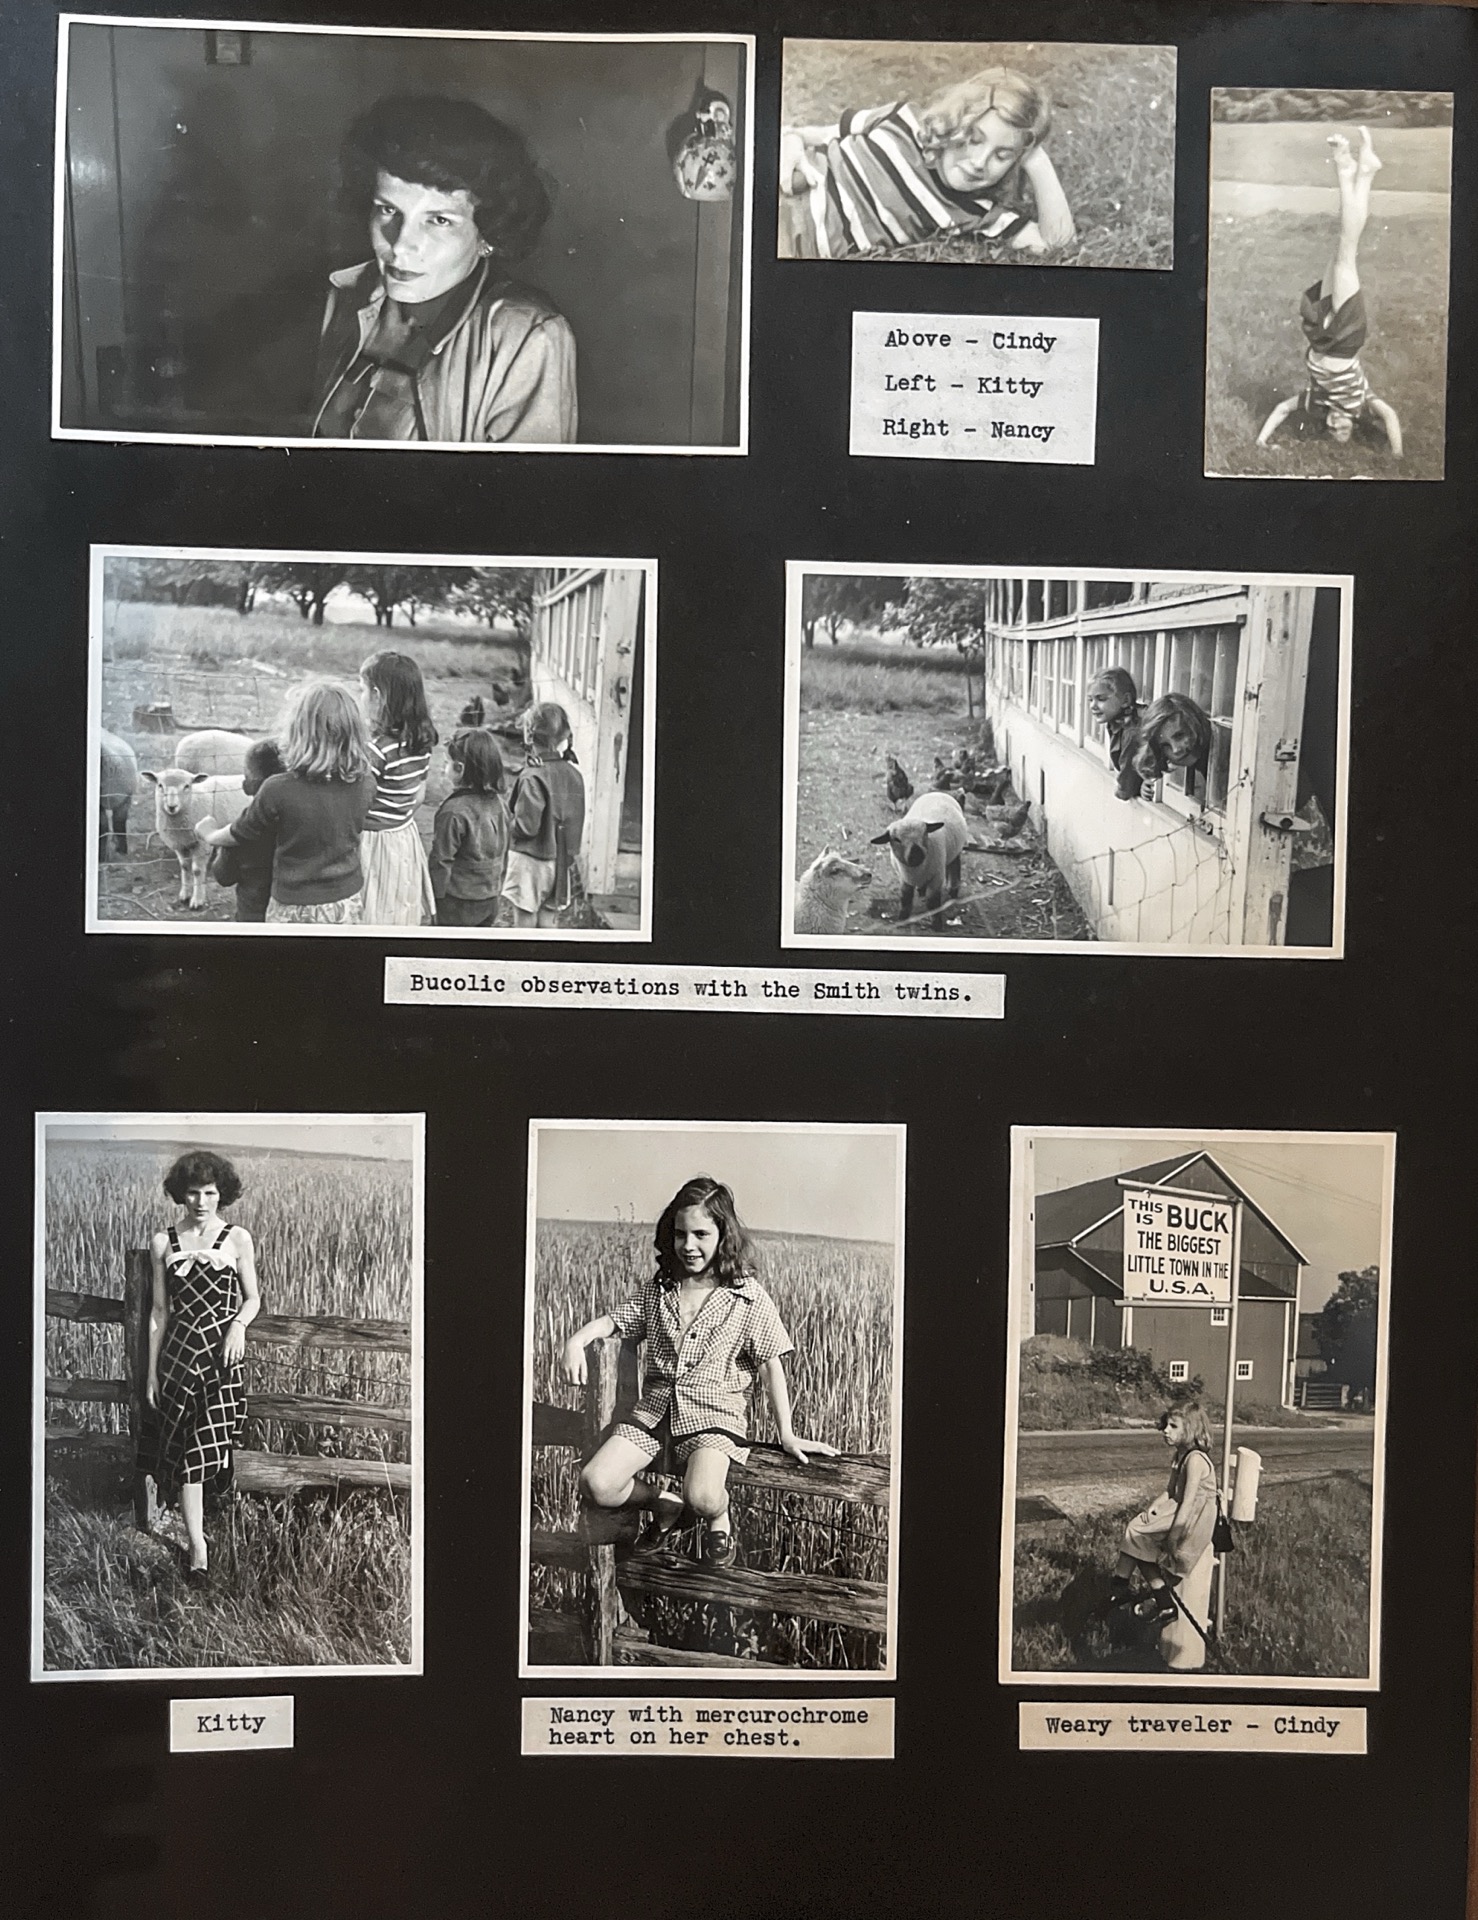 Above - Cindy
Left - Kitty
Right - Nancy
Bucolic observations with the Smith twins.
THIS IS BUCK
THE BIGGEST
LITTLE TOWN IN THE
U.S.A.
Kitty
Nancy with mercurochrome
heart on her chest.
Weary traveler - Cindy